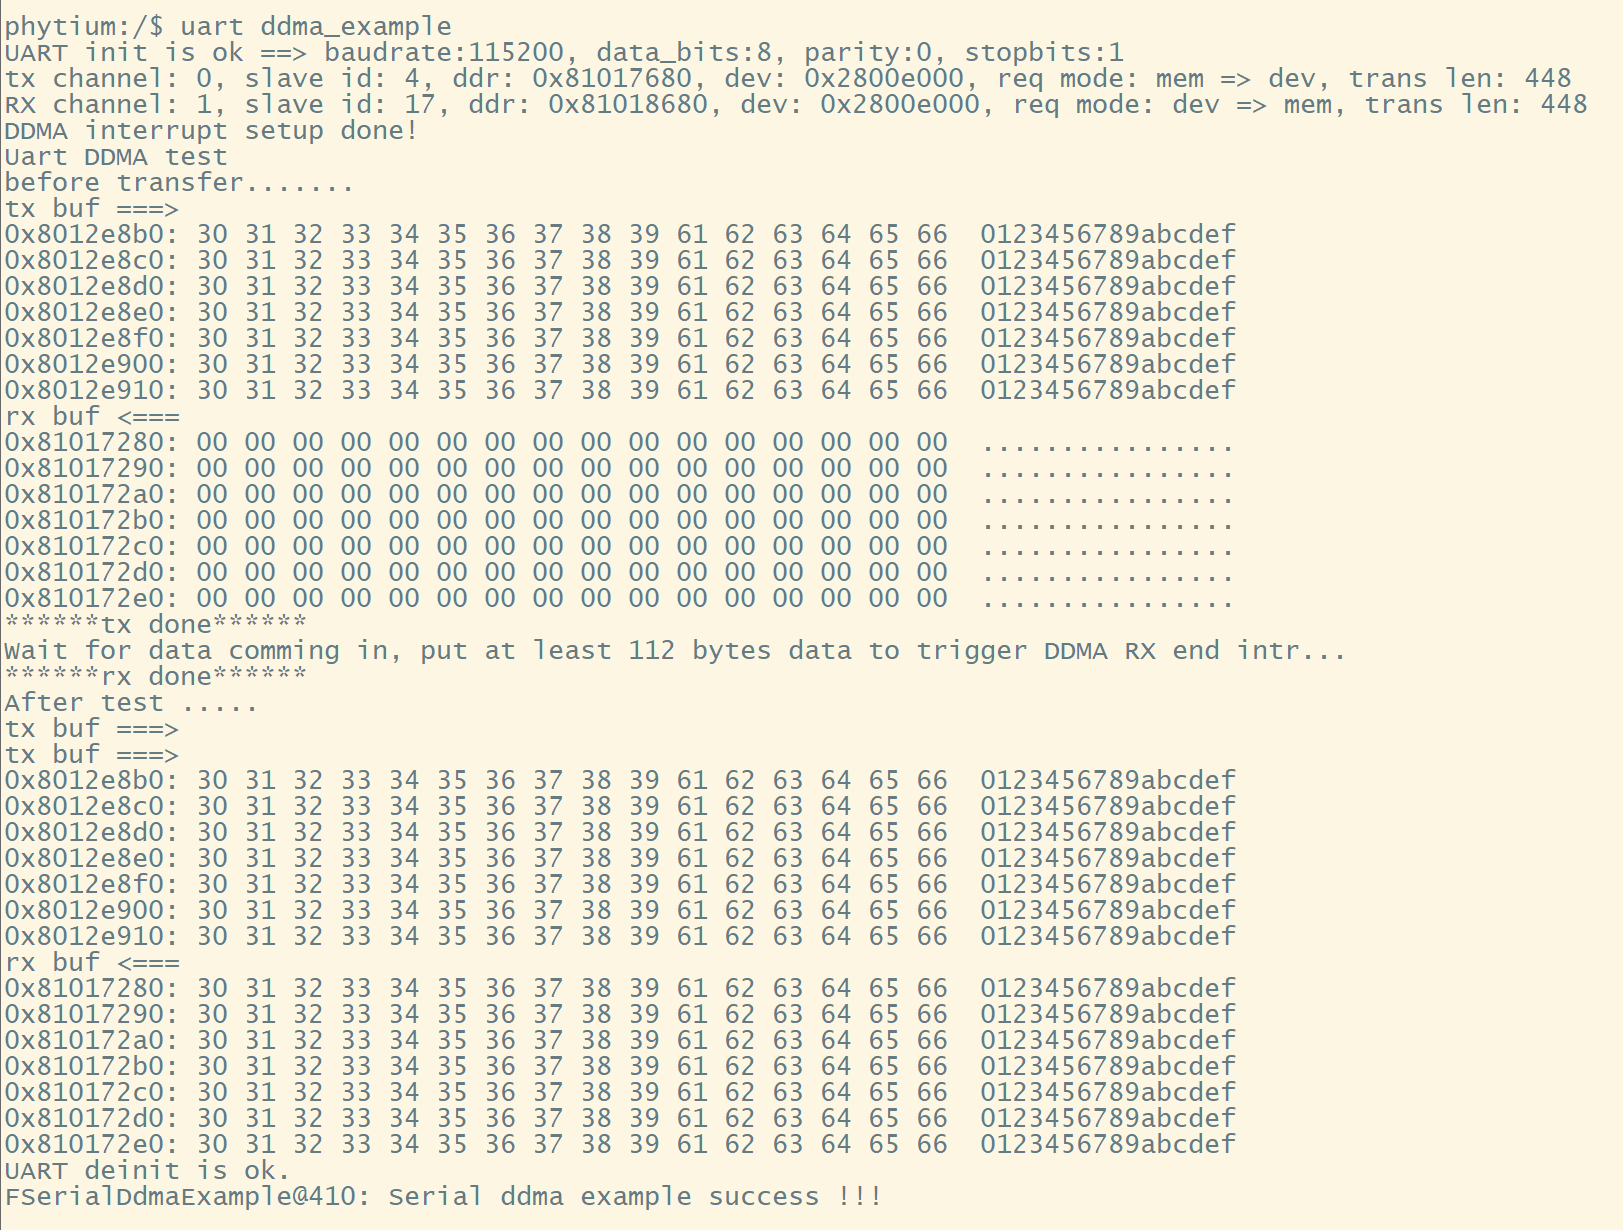 phytium:/$ uart ddma_example
UART init is ok ==> baudrate:115200, data_bits:8, parity:0, stopbits:1
tx channel: 0, slave id: 4, ddr: 0x81017680, dev: 0x2800e000, req mode: mem => dev, trans len: 448
RX channel: 1, slave id: 17, ddr: 0x81018680, dev: 0x2800e000, req mode: dev => mem, trans len: 448
DDMA interrupt setup done!
Uart DDMA test
before transfer.......
tx buf ===>
0x8012e8b0: 30 31 32 33 34 35 36 37 38 39 61 62 63 64 65 66  0123456789abcdef
0x8012e8c0: 30 31 32 33 34 35 36 37 38 39 61 62 63 64 65 66  0123456789abcdef
0x8012e8d0: 30 31 32 33 34 35 36 37 38 39 61 62 63 64 65 66  0123456789abcdef
0x8012e8e0: 30 31 32 33 34 35 36 37 38 39 61 62 63 64 65 66  0123456789abcdef
0x8012e8f0: 30 31 32 33 34 35 36 37 38 39 61 62 63 64 65 66  0123456789abcdef
0x8012e900: 30 31 32 33 34 35 36 37 38 39 61 62 63 64 65 66  0123456789abcdef
0x8012e910: 30 31 32 33 34 35 36 37 38 39 61 62 63 64 65 66  0123456789abcdef
rx buf <===
0x81017280: 00 00 00 00 00 00 00 00 00 00 00 00 00 00 00 00  ................
0x81017290: 00 00 00 00 00 00 00 00 00 00 00 00 00 00 00 00  ................
0x810172a0: 00 00 00 00 00 00 00 00 00 00 00 00 00 00 00 00  ................
0x810172b0: 00 00 00 00 00 00 00 00 00 00 00 00 00 00 00 00  ................
0x810172c0: 00 00 00 00 00 00 00 00 00 00 00 00 00 00 00 00  ................
0x810172d0: 00 00 00 00 00 00 00 00 00 00 00 00 00 00 00 00  ................
0x810172e0: 00 00 00 00 00 00 00 00 00 00 00 00 00 00 00 00  ................
******tx done******
Wait for data comming in, put at least 112 bytes data to trigger DDMA RX end intr...
******rx done******
After test .....
tx buf ===>
tx buf ===>
0x8012e8b0: 30 31 32 33 34 35 36 37 38 39 61 62 63 64 65 66  0123456789abcdef
0x8012e8c0: 30 31 32 33 34 35 36 37 38 39 61 62 63 64 65 66  0123456789abcdef
0x8012e8d0: 30 31 32 33 34 35 36 37 38 39 61 62 63 64 65 66  0123456789abcdef
0x8012e8e0: 30 31 32 33 34 35 36 37 38 39 61 62 63 64 65 66  0123456789abcdef
0x8012e8f0: 30 31 32 33 34 35 36 37 38 39 61 62 63 64 65 66  0123456789abcdef
0x8012e900: 30 31 32 33 34 35 36 37 38 39 61 62 63 64 65 66  0123456789abcdef
0x8012e910: 30 31 32 33 34 35 36 37 38 39 61 62 63 64 65 66  0123456789abcdef
rx buf <===
0x81017280: 30 31 32 33 34 35 36 37 38 39 61 62 63 64 65 66  0123456789abcdef
0x81017290: 30 31 32 33 34 35 36 37 38 39 61 62 63 64 65 66  0123456789abcdef
0x810172a0: 30 31 32 33 34 35 36 37 38 39 61 62 63 64 65 66  0123456789abcdef
0x810172b0: 30 31 32 33 34 35 36 37 38 39 61 62 63 64 65 66  0123456789abcdef
0x810172c0: 30 31 32 33 34 35 36 37 38 39 61 62 63 64 65 66  0123456789abcdef
0x810172d0: 30 31 32 33 34 35 36 37 38 39 61 62 63 64 65 66  0123456789abcdef
0x810172e0: 30 31 32 33 34 35 36 37 38 39 61 62 63 64 65 66  0123456789abcdef
UART deinit is ok.
FSerialDdmaExample@410: Serial ddma example success !!!